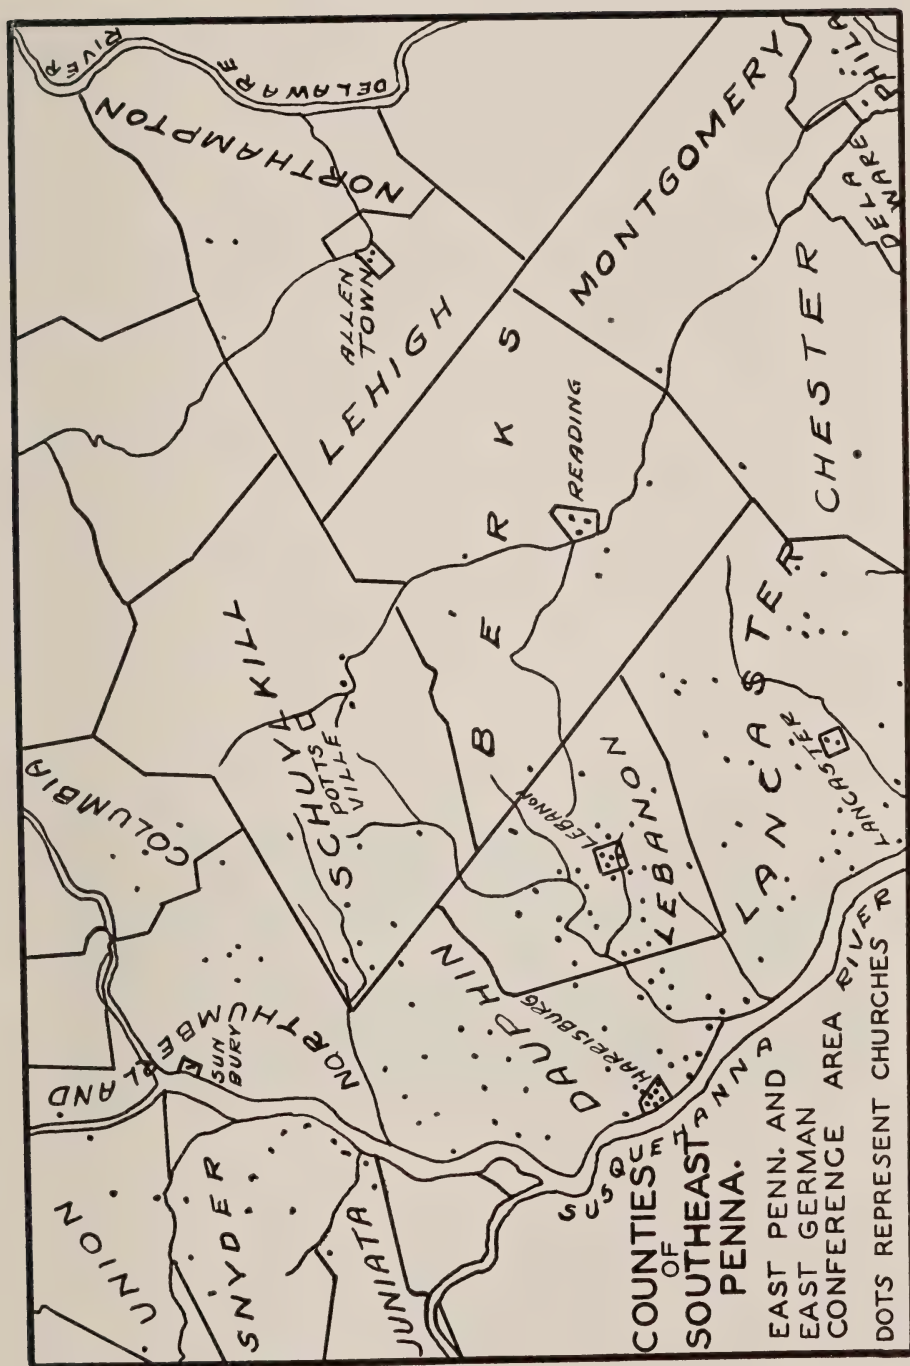 COUNTIES
OF
SOUTHEAST
PENNA.
EAST PENN. AND
EAST GERMAN
CONFERENCE AREA
DOTS REPRESENT CHURCHES
UNION
SNYDER
JUNIATA
NORTHUMBERLAND
SUN
BURY
COLUMBIA
SCHUYLKILL
POTTS
VILLE
DAUPHIN
HARRISBURG
SUSQUEHANNA
RIVER
LEBANON
LEBANON
LANCASTER
LANCASTER
BERKS
READING
LEHIGH
ALLEN
TOWN
NORTHAMPTON
DELAWARE
RIVER
MONTGOMERY
CHESTER
DELA
WARE
PHILA